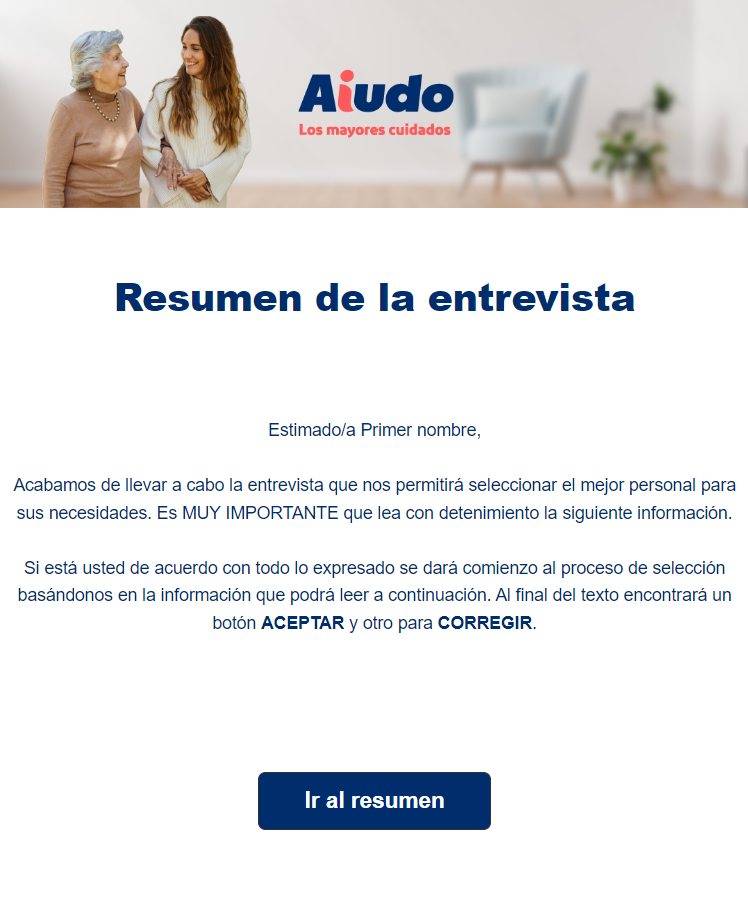 Aiudo
Los mayores cuidados
Resumen de la entrevista
Estimado/a Primer nombre,
Acabamos de llevar a cabo la entrevista que nos permitirá seleccionar el mejor personal para
sus necesidades. Es MUY IMPORTANTE que lea con detenimiento la siguiente información.
Si está usted de acuerdo con todo lo expresado se dará comienzo al proceso de selección
basándonos en la información que podrá leer a continuación. Al final del texto encontrará un
botón ACEPTAR y otro para CORREGIR.
Ir al resumen